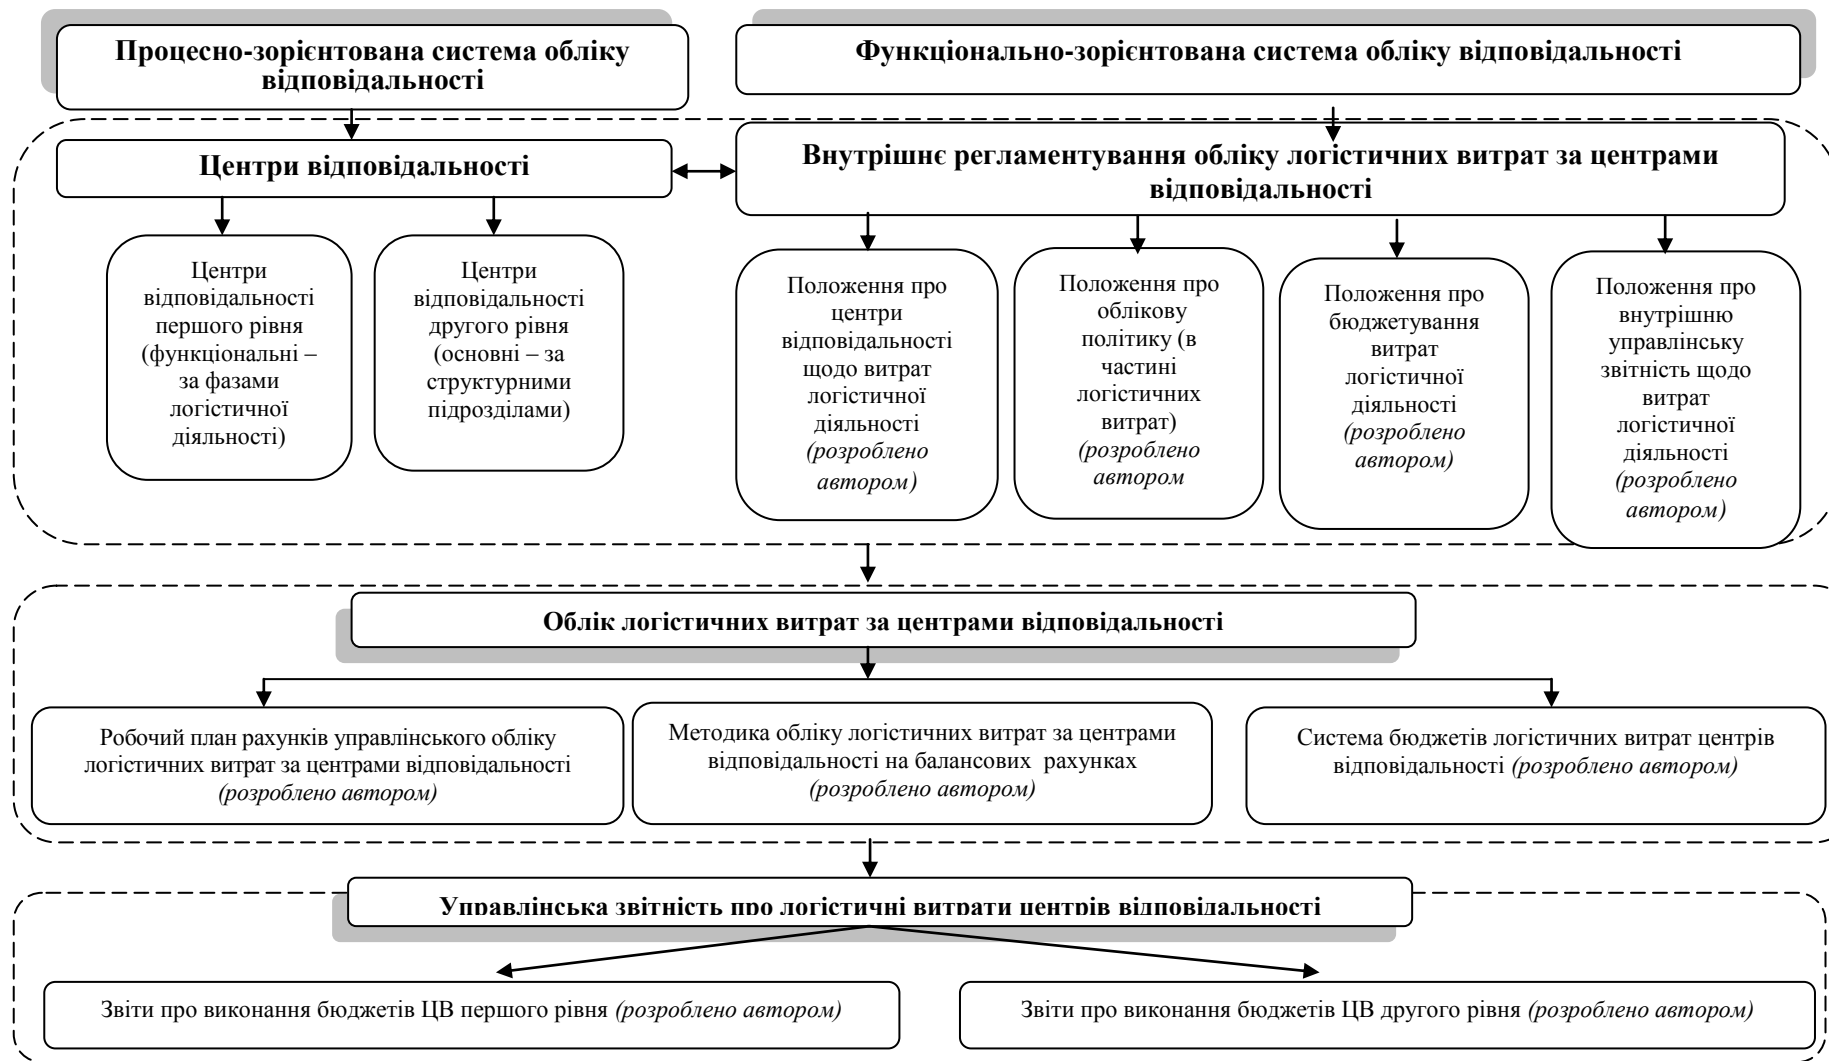 Процесно-зорієнтована система обліку
відповідальності
Функціонально-зорієнтована система обліку відповідальності
Центри відповідальності
Внутрішнє регламентування обліку логістичних витрат за центрами
відповідальності
Центри
відповідальності
першого рівня
(функціональні –
за фазами
логістичної
діяльності)
Центри
відповідальності
другого рівня
(основні – за
структурними
підрозділами)
Положення про
центри
відповідальності
щодо витрат
логістичної
діяльності
(розроблено
автором)
Положення про
облікову
політику (в
частині
логістичних
витрат)
(розроблено
автором
Положення про
бюджетування
витрат
логістичної
діяльності
(розроблено
автором)
Положення про
внутрішню
управлінську
звітність щодо
витрат
логістичної
діяльності
(розроблено
автором)
Облік логістичних витрат за центрами відповідальності
Робочий план рахунків управлінського обліку
логістичних витрат за центрами відповідальності
(розроблено автором)
Методика обліку логістичних витрат за центрами
відповідальності на балансових рахунках
(розроблено автором)
Система бюджетів логістичних витрат центрів
відповідальності (розроблено автором)
Управлінська звітність про логістичні витрати центрів відповідальності
Звіти про виконання бюджетів ЦВ першого рівня (розроблено автором)
Звіти про виконання бюджетів ЦВ другого рівня (розроблено автором)